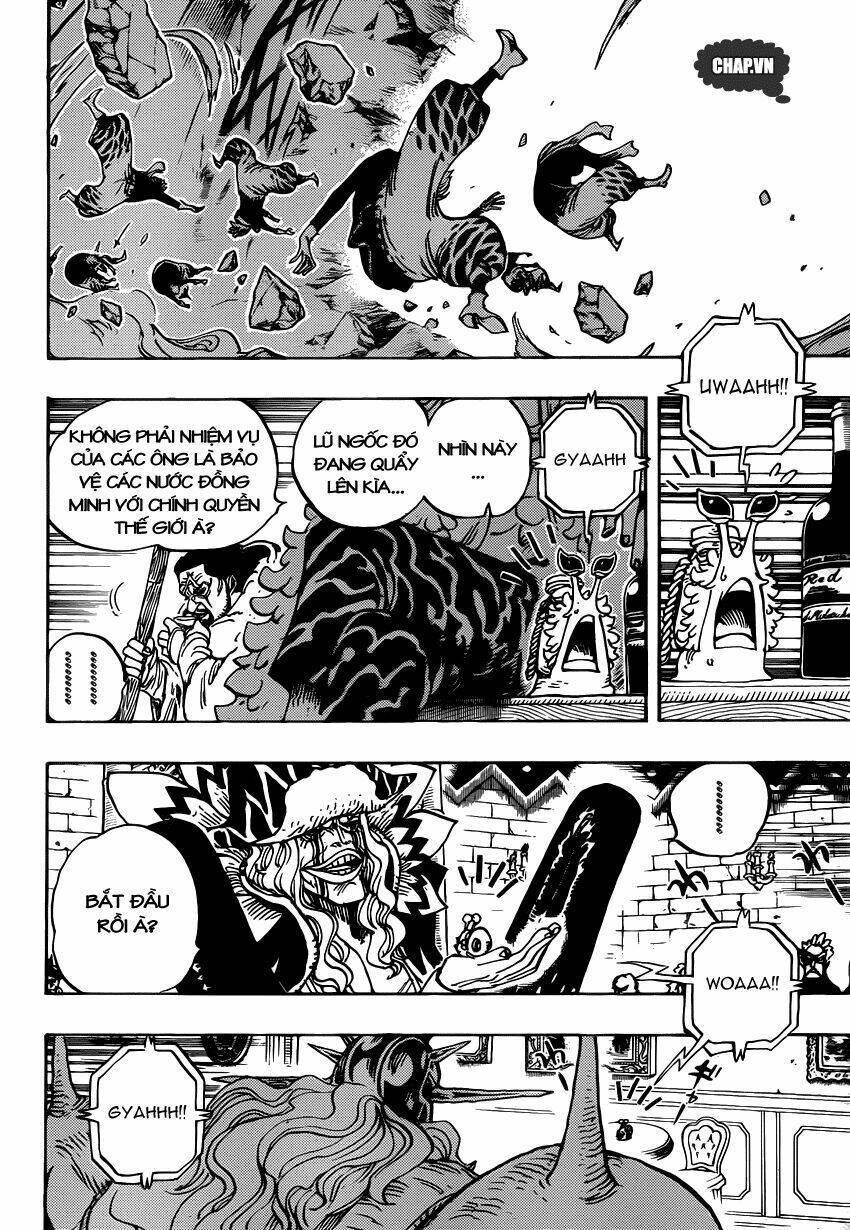 CHAP.VN
UWAAHH!!
GYAAHH
NHÌN NÀY
...
LŨ NGỐC ĐÓ
ĐANG QUẨY
LÊN KÌA...
KHÔNG PHẢI NHIỆM VỤ
CỦA CÁC ÔNG LÀ BẢO
VỆ CÁC NƯỚC ĐỒNG
MINH VỚI CHÍNH QUYỀN
THẾ GIỚI À?
Red
BẮT ĐẦU
RỒI À?
WOAAA!!
GYAHHH!!